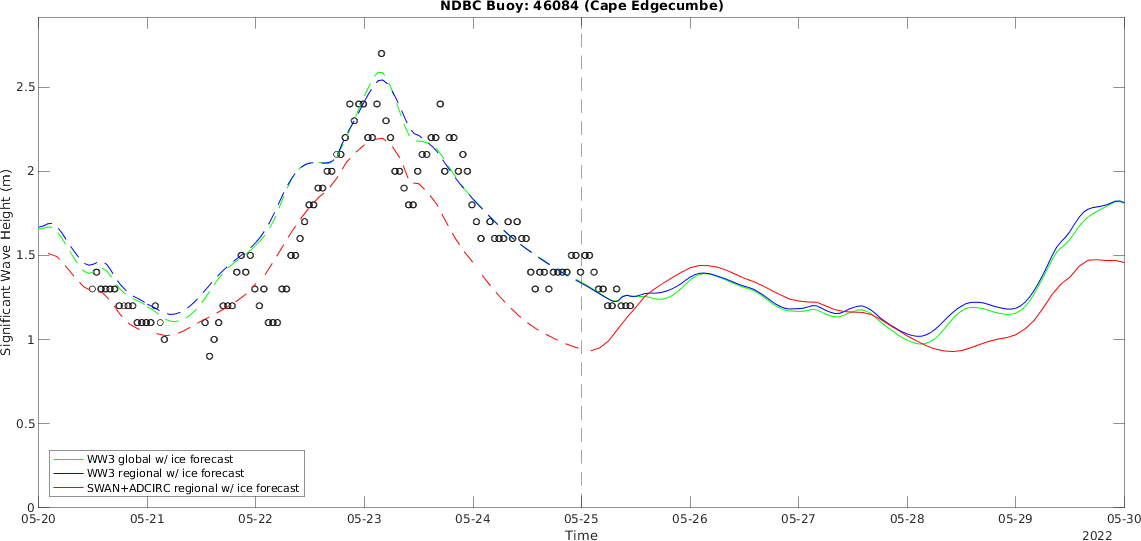 NDBC Buoy: 46084 (Cape Edgecumbe)
2.5
2
1.5
1
0.5
0
Significant Wave Height (m)
WW3 global w/ ice forecast
WW3 regional w/ ice forecast
SWAN+ADCIRC regional w/ ice forecast
05-20 05-21 05-22 05-23 05-24 05-25 05-26 05-27 05-28 05-29 05-30
Time
2022